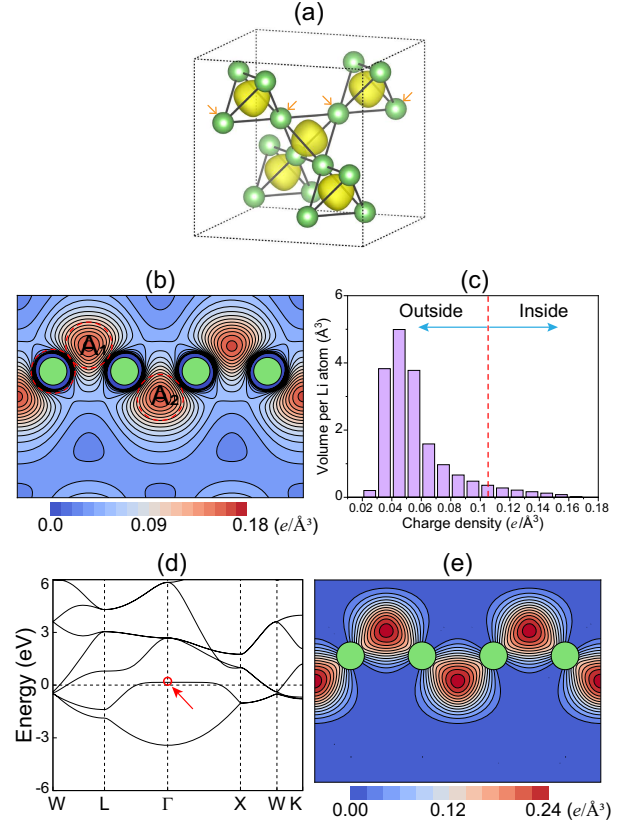 (a)
(b)
A₁
A₂
0.0 0.09 0.18 (e/Å³)
(c)
Volume per Li atom (Å³)
6
4
2
0
Outside Inside
0.02 0.04 0.06 0.08 0.1 0.12 0.14 0.16 0.18
Charge density (e/Å³)
(d)
Energy (eV)
6
3
0
-3
-6
W L Γ X W K
(e)
0.00 0.12 0.24 (e/Å³)